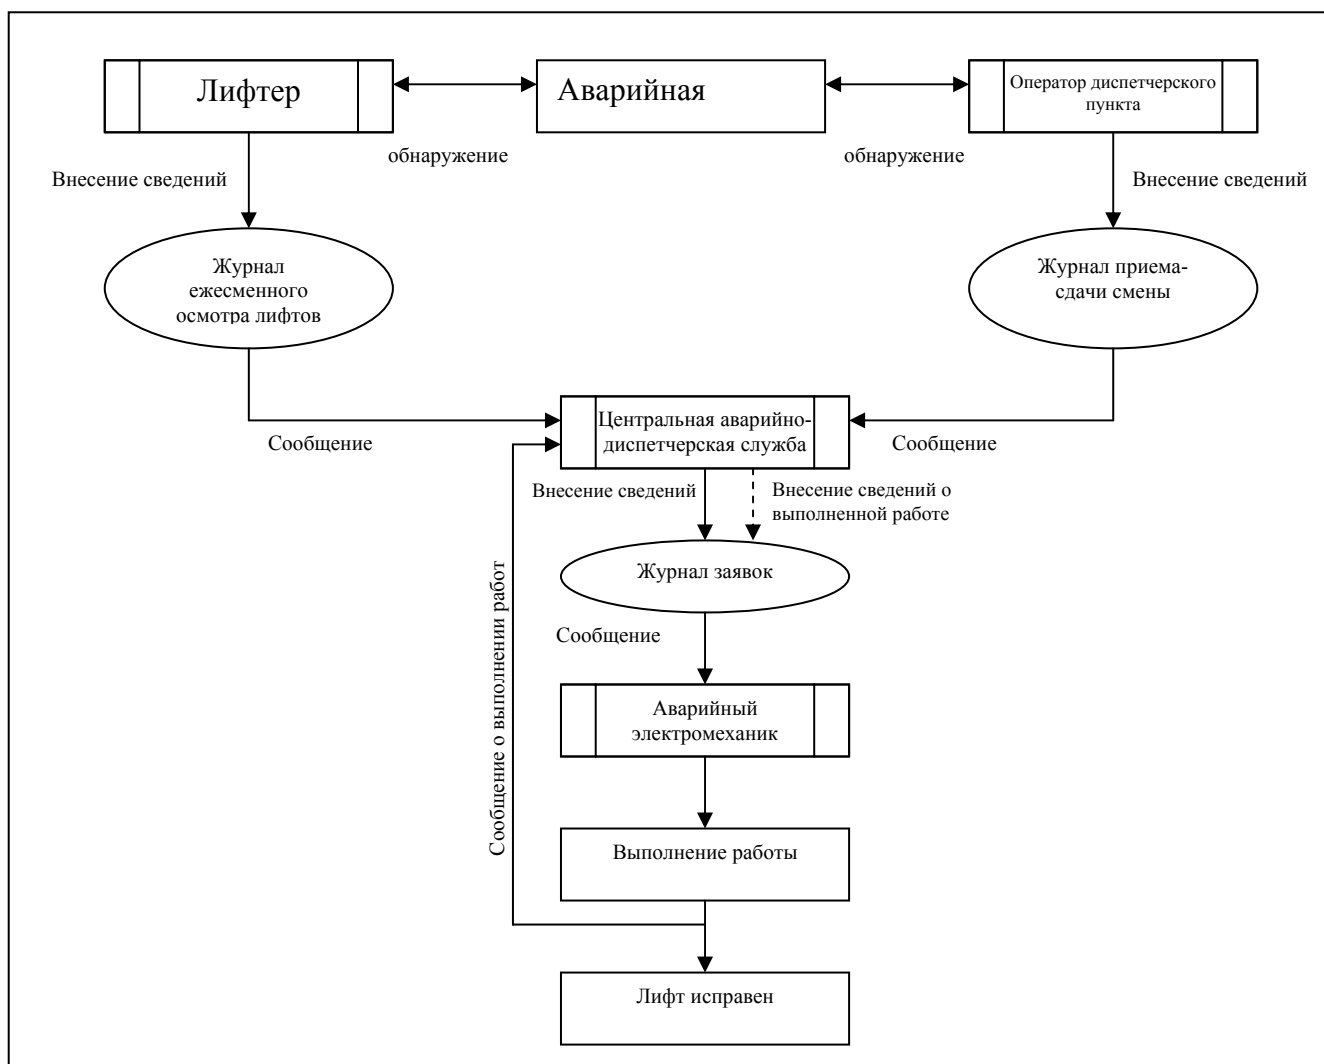 Лифтер
Аварийная
Оператор диспетчерского
пункта
обнаружение
обнаружение
Внесение сведений
Внесение сведений
Журнал
ежесменного
осмотра лифтов
Журнал приема-
сдачи смены
Центральная аварийно-
диспетчерская служба
Сообщение
Сообщение
Внесение сведений
Внесение сведений о
выполненной работе
Журнал заявок
Сообщение
Сообщение о выполнении работ
Аварийный
электромеханик
Выполнение работы
Лифт исправен